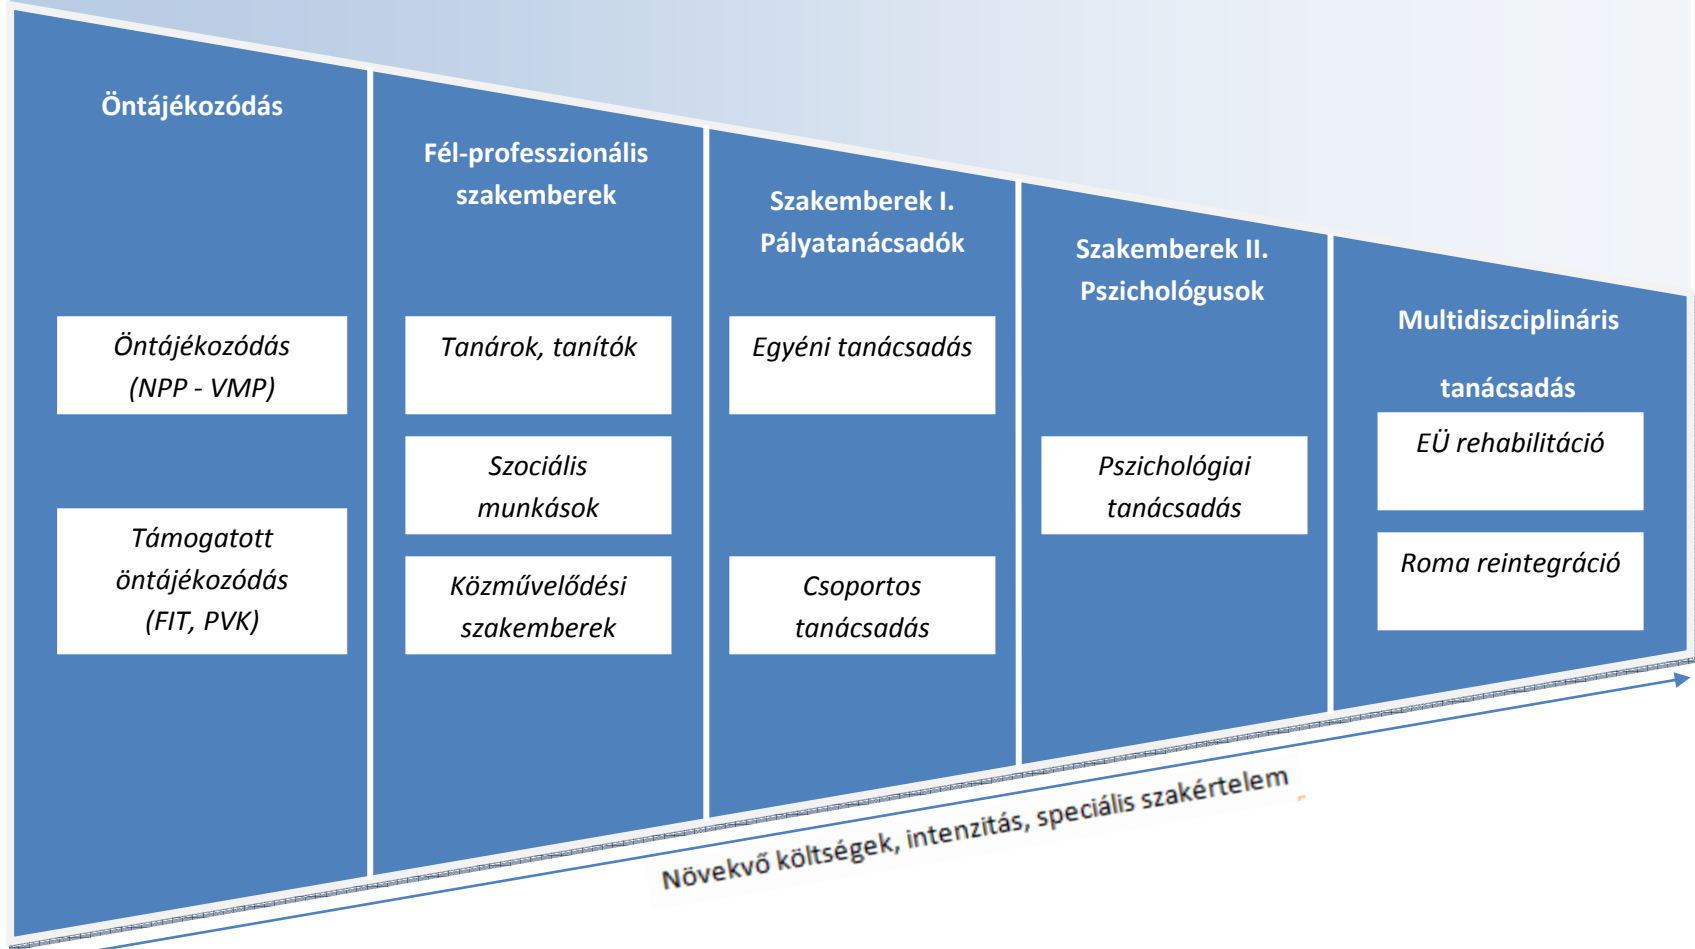 Öntájékozódás
Öntájékozódás
(NPP - VMP)
Támogatott
öntájékozódás
(FIT, PVK)
Fél-professzionális
szakemberek
Tanárok, tanítók
Szociális
munkások
Közművelődési
szakemberek
Szakemberek I.
Pályatanácsadók
Egyéni tanácsadás
Csoportos
tanácsadás
Szakemberek II.
Pszichológusok
Pszichológiai
tanácsadás
Multidiszciplináris
tanácsadás
EÜ rehabilitáció
Roma reintegráció
Növekvő költségek, intenzitás, speciális szakértelem